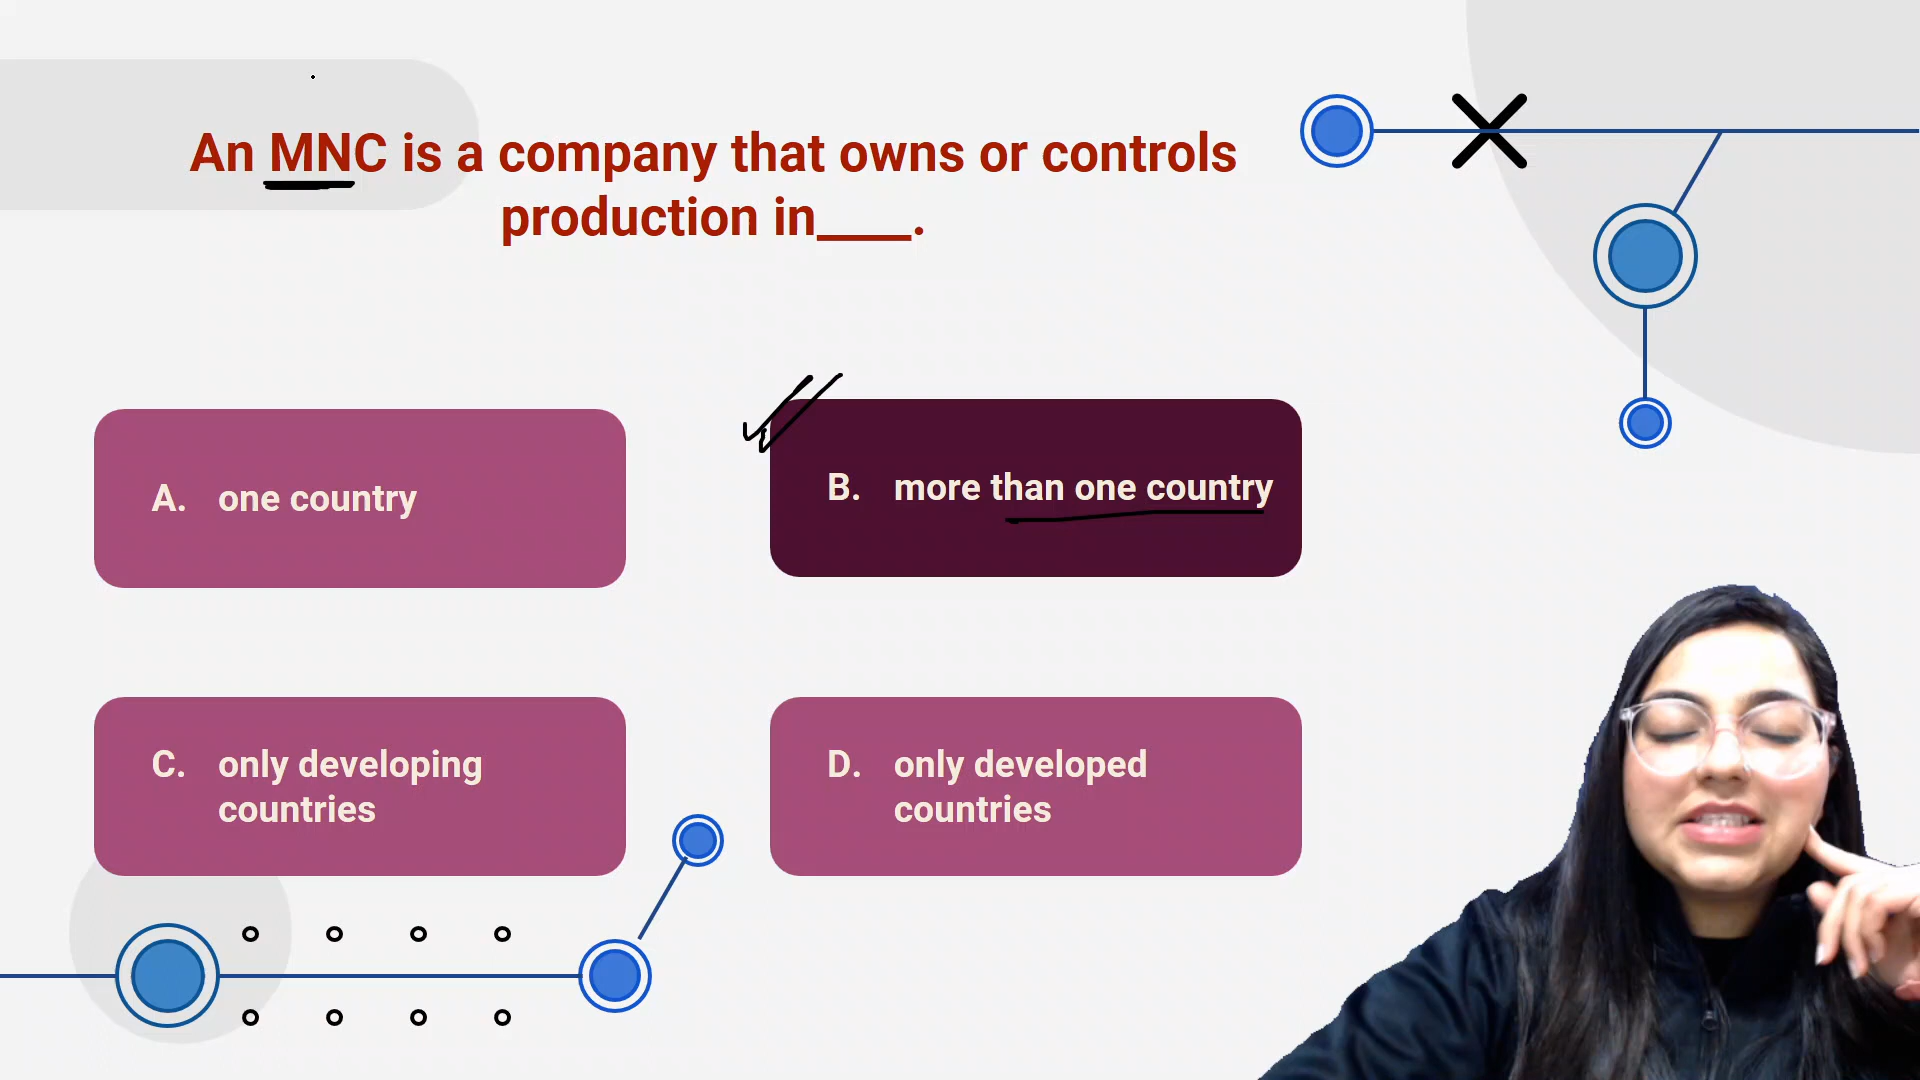 An MNC is a company that owns or controls
production in____.
A. one country
B. more than one country
C. only developing
countries
D. only developed
countries